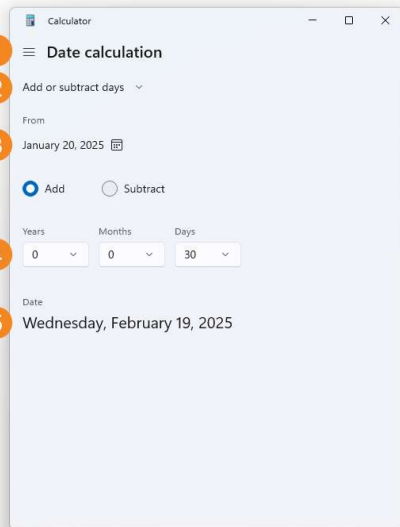 Calculator
Date calculation
Add or subtract days
From
January 20, 2025
Add Subtract
Years Months Days
0 0 30
Date
Wednesday, February 19, 2025